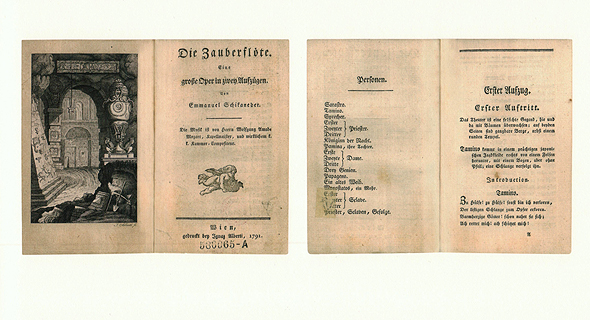 Die Zauberflöte.
Eine
große Oper in zwey Aufzügen.
Von
Emmanuel Schikaneder.
Die Musik ist von Herrn Wolfgang Amade
Mozart, Kapellmeister, und wirklichem k.
k. Kammer-Compositeur.
Wien,
gedruckt bey Ignaz Alberti, 1791.
580065-A
Personen.
Sarastro.
Tamino.
Sprecher.
Erster
Zweyter Priester.
Dritter
Königinn der Nacht.
Pamina, ihre Tochter.
Erste
Zweyte Dame.
Dritte
Drey Genien.
Papageno.
Ein altes Weib.
Monostatos, ein Mohr.
Erster
Zweyter Sclave.
Dritter
Priester, Sclaven, Gefolge.
Erster Aufzug.
Erster Auftritt.
Das Theater ist eine felsichte Gegend, hie und
da mit Bäumen überwachsen; auf beyden
Seiten sind gangbare Berge, nebst einem
runden Tempel.
Tamino kommt in einem prächtigen javonischen
Jagdkleide rechts von einem Felsen
herunter, mit einem Bogen, aber ohne
Pfeil; eine Schlange verfolgt ihn.
Introduction.
Tamino.
Zu Hülfe! zu Hülfe! sonst bin ich verloren,
Der listigen Schlange zum Opfer erkoren.
Barmherzige Götter! schon nahet sie sich;
Ach rettet mich! ach schützet mich!
A